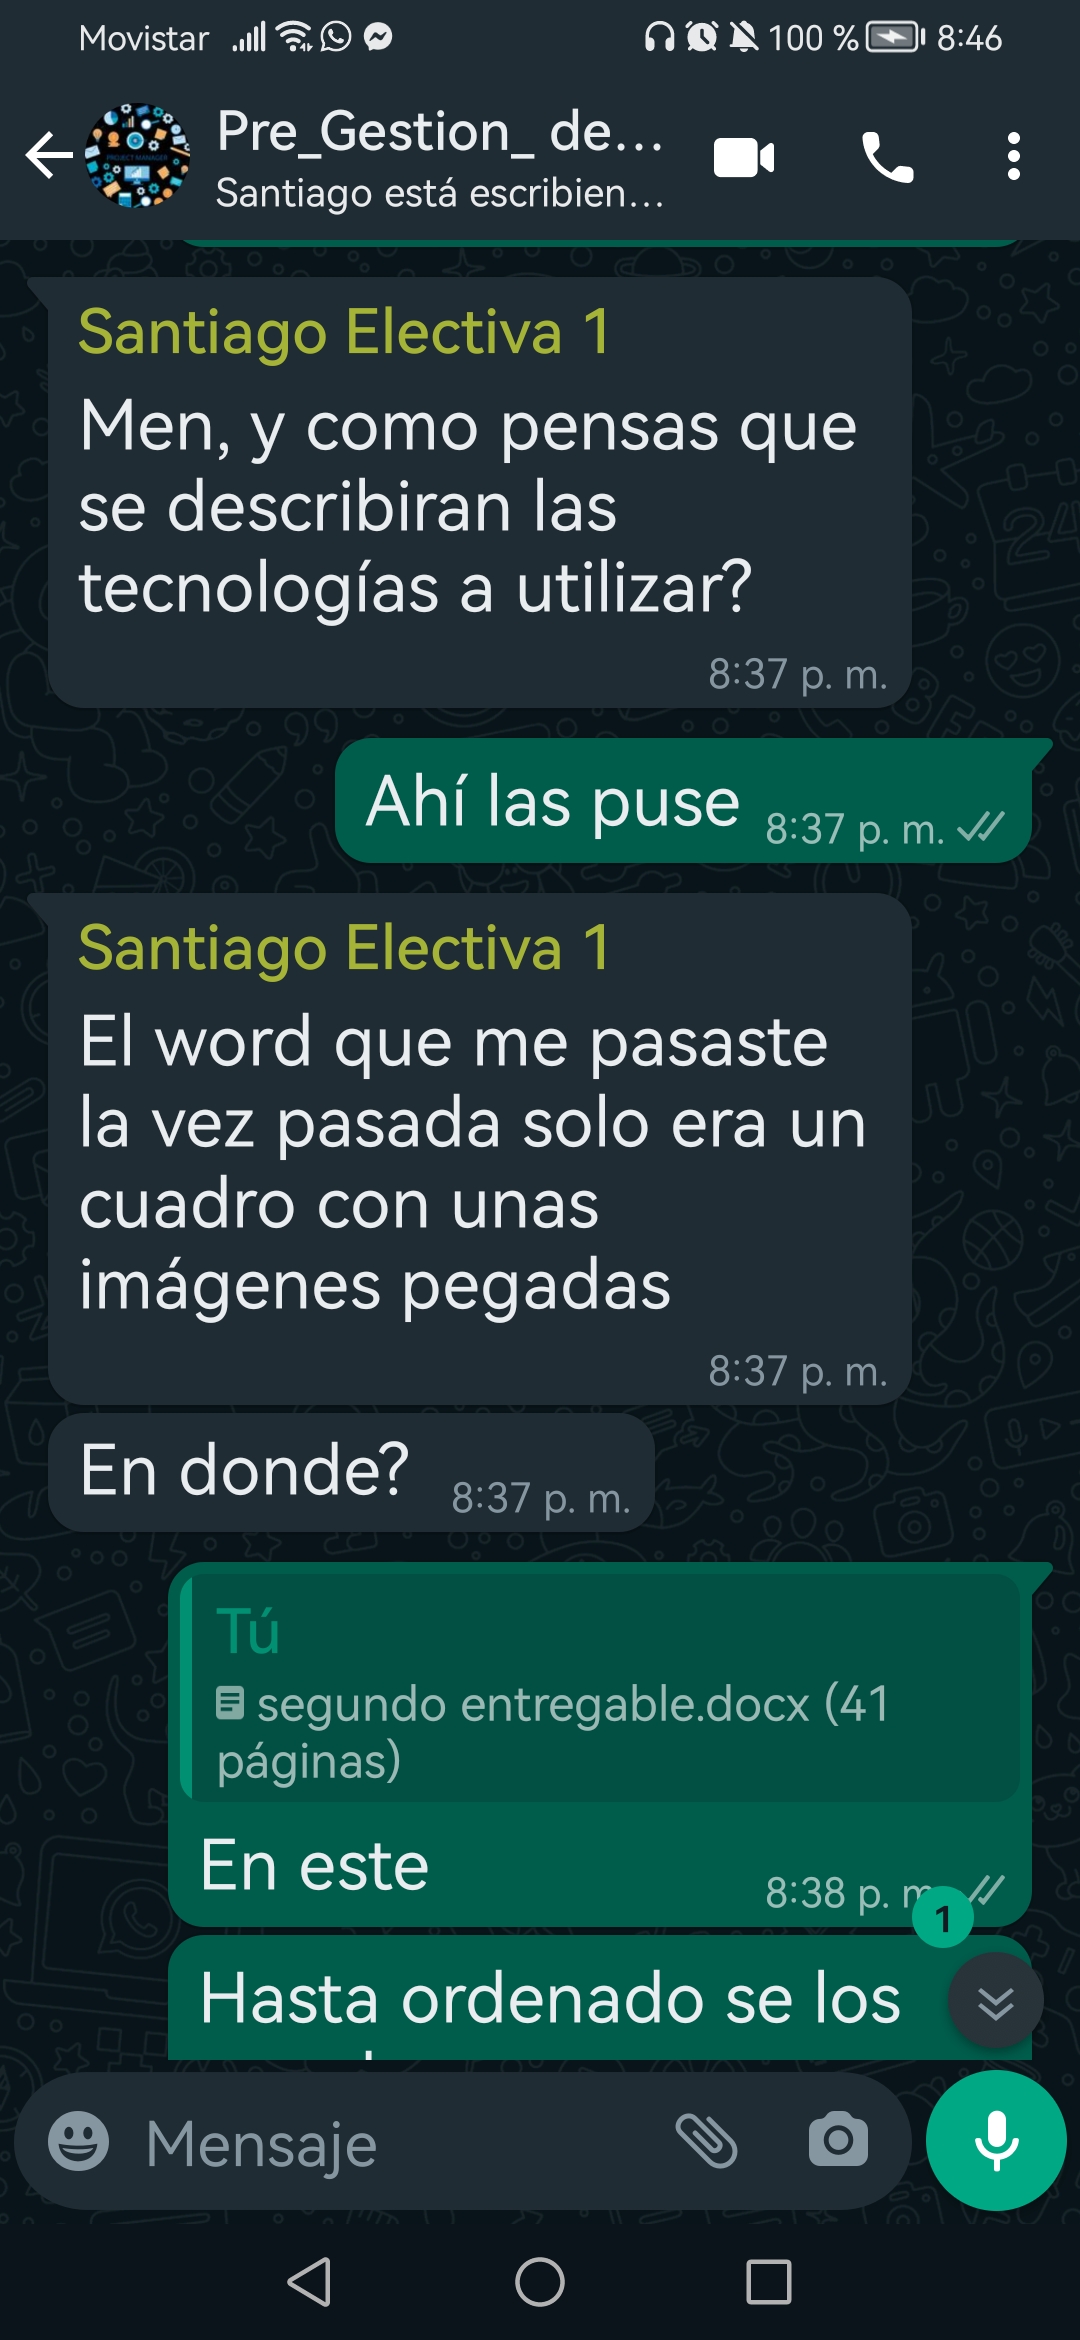 Movistar 100 % 8:46
Pre_Gestion_ de...
Santiago está escribien...
PROJECT MANAGER
Santiago Electiva 1
Men, y como pensas que
se describiran las
tecnologías a utilizar?
8:37 p. m.
Ahí las puse 8:37 p. m.
Santiago Electiva 1
El word que me pasaste
la vez pasada solo era un
cuadro con unas
imágenes pegadas
8:37 p. m.
En donde? 8:37 p. m.
Tú
segundo entregable.docx (41
páginas)
En este 8:38 p. m.
1
Hasta ordenado se los
Mensaje